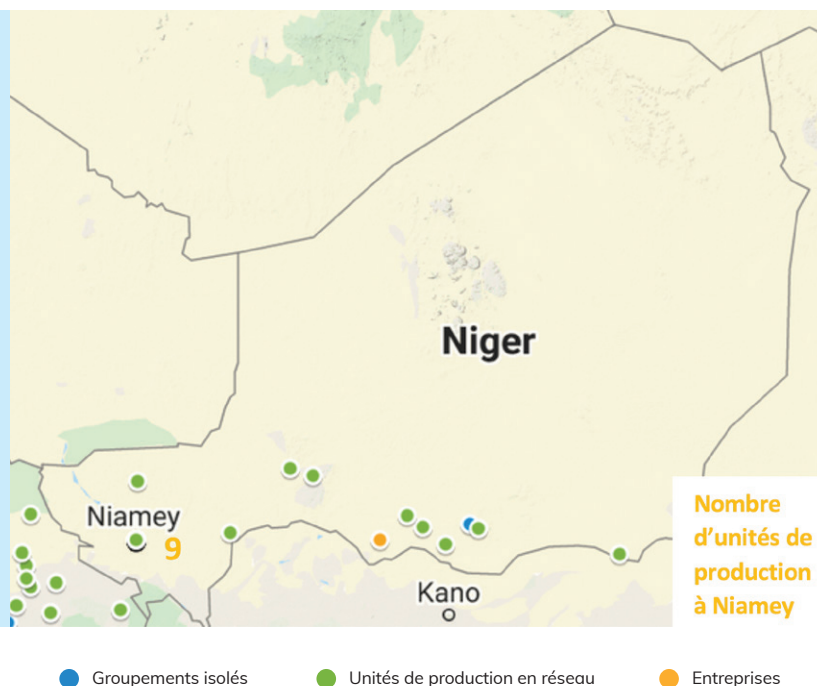 Niger
Niamey
9
Kano
Nombre
d'unités de
production
à Niamey
Groupements isolés
Unités de production en réseau
Entreprises